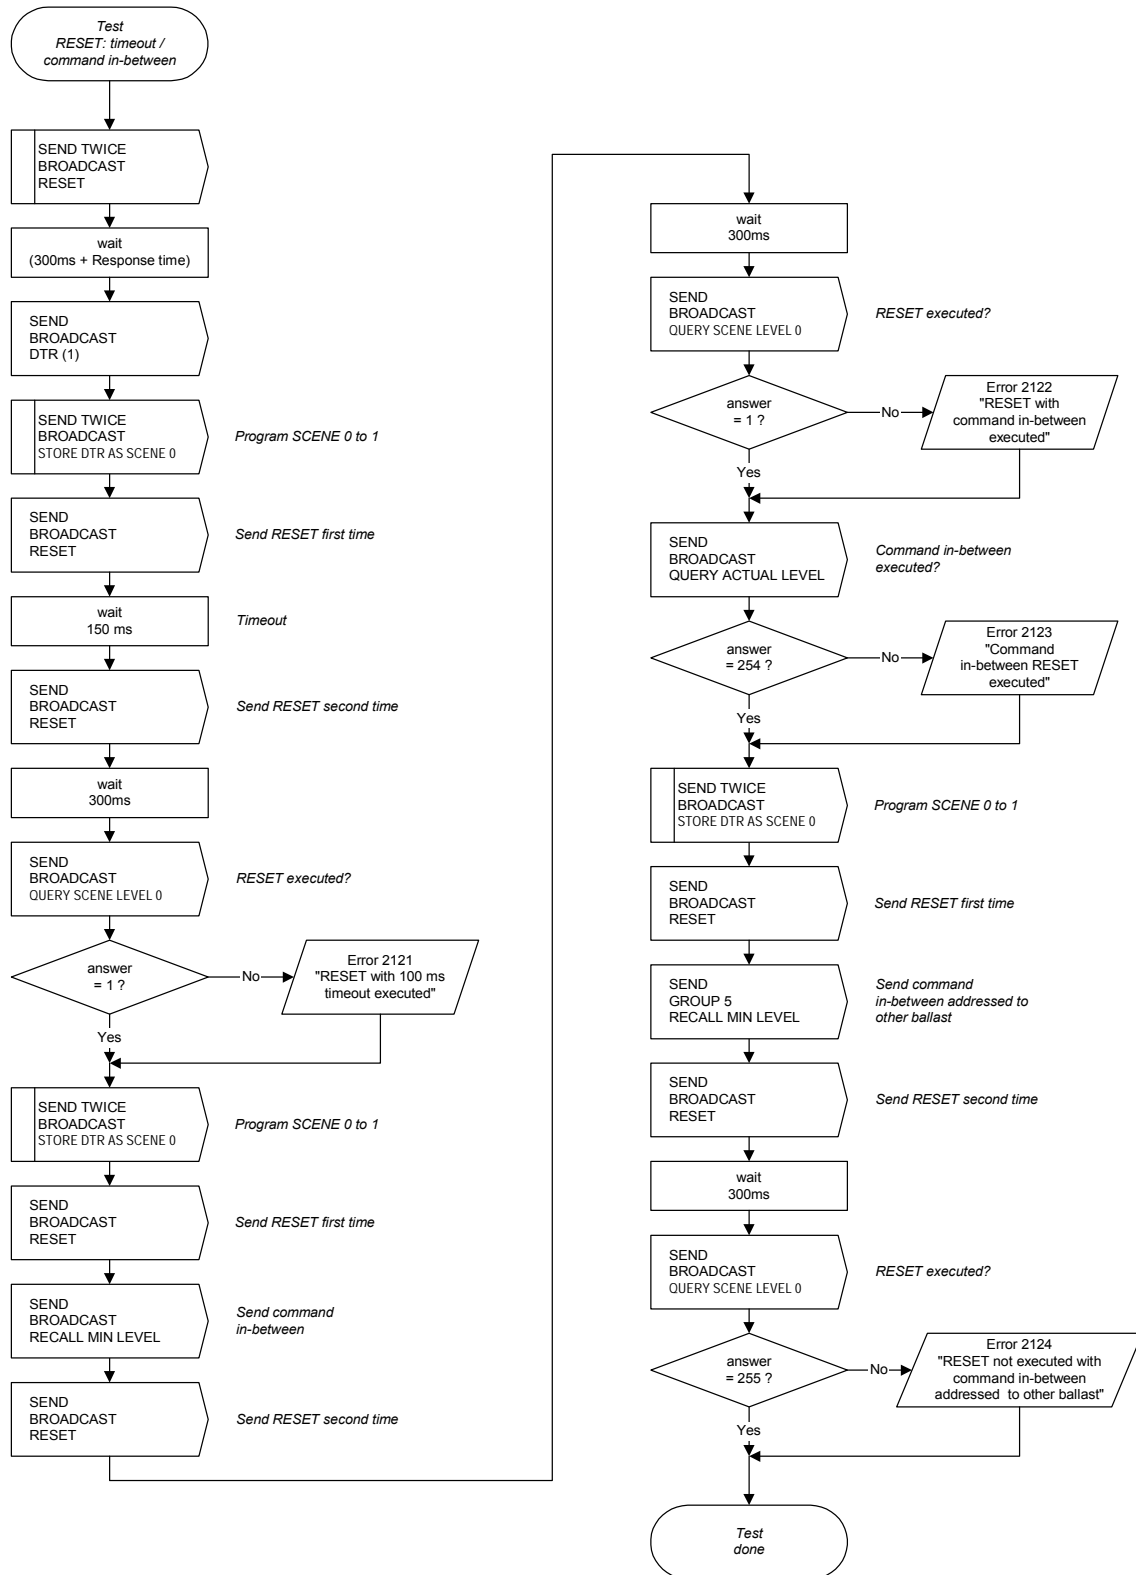 Test
RESET: timeout /
command in-between
SEND TWICE
BROADCAST
RESET
wait
(300ms + Response time)
SEND
BROADCAST
DTR (1)
SEND TWICE
BROADCAST
STORE DTR AS SCENE 0
Program SCENE 0 to 1
SEND
BROADCAST
RESET
Send RESET first time
wait
150 ms
Timeout
SEND
BROADCAST
RESET
Send RESET second time
wait
300ms
SEND
BROADCAST
QUERY SCENE LEVEL 0
RESET executed?
answer
= 1 ?
No
Error 2121
"RESET with 100 ms
timeout executed"
Yes
SEND TWICE
BROADCAST
STORE DTR AS SCENE 0
Program SCENE 0 to 1
SEND
BROADCAST
RESET
Send RESET first time
SEND
BROADCAST
RECALL MIN LEVEL
Send command
in-between
SEND
BROADCAST
RESET
Send RESET second time
wait
300ms
SEND
BROADCAST
QUERY SCENE LEVEL 0
RESET executed?
answer
= 1 ?
No
Error 2122
"RESET with
command in-between
executed"
Yes
SEND
BROADCAST
QUERY ACTUAL LEVEL
Command in-between
executed?
answer
= 254 ?
No
Error 2123
"Command
in-between RESET
executed"
Yes
SEND TWICE
BROADCAST
STORE DTR AS SCENE 0
Program SCENE 0 to 1
SEND
BROADCAST
RESET
Send RESET first time
SEND
GROUP 5
RECALL MIN LEVEL
Send command
in-between addressed to
other ballast
SEND
BROADCAST
RESET
Send RESET second time
wait
300ms
SEND
BROADCAST
QUERY SCENE LEVEL 0
RESET executed?
answer
= 255 ?
No
Error 2124
"RESET not executed with
command in-between
addressed to other ballast"
Yes
Test
done